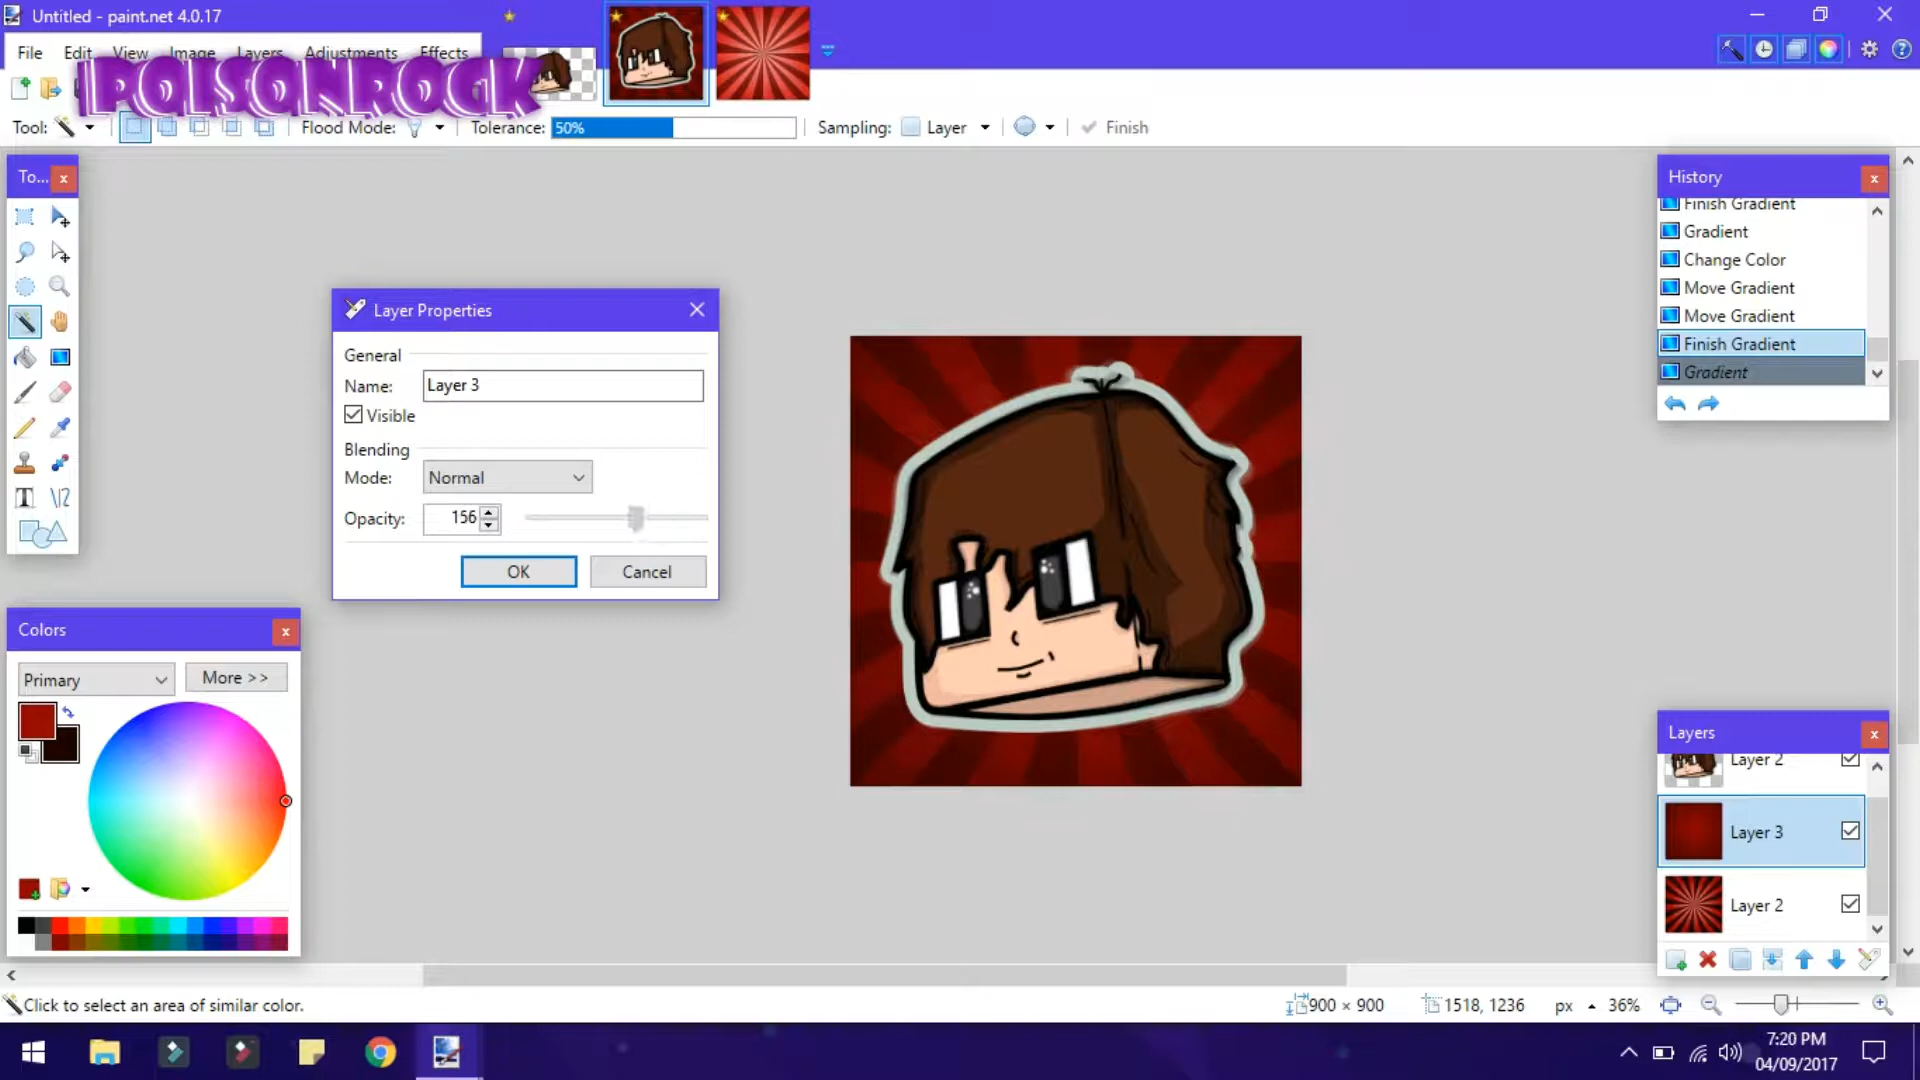 Untitled - paint.net 4.0.17
File Edit View Image Layers Adjustments Effects
IPOISONROCK
Tool: Flood Mode: Tolerance: 50% Sampling: Layer Finish
To...
History
Finish Gradient
Gradient
Change Color
Move Gradient
Move Gradient
Finish Gradient
Gradient
Layer Properties
General
Name: Layer 3
Visible
Blending
Mode: Normal
Opacity: 156
OK Cancel
Colors
Primary More >>
Layers
Layer 2
Layer 3
Layer 2
Click to select an area of similar color.
900 × 900 1518, 1236 px 36%
7:20 PM
04/09/2017